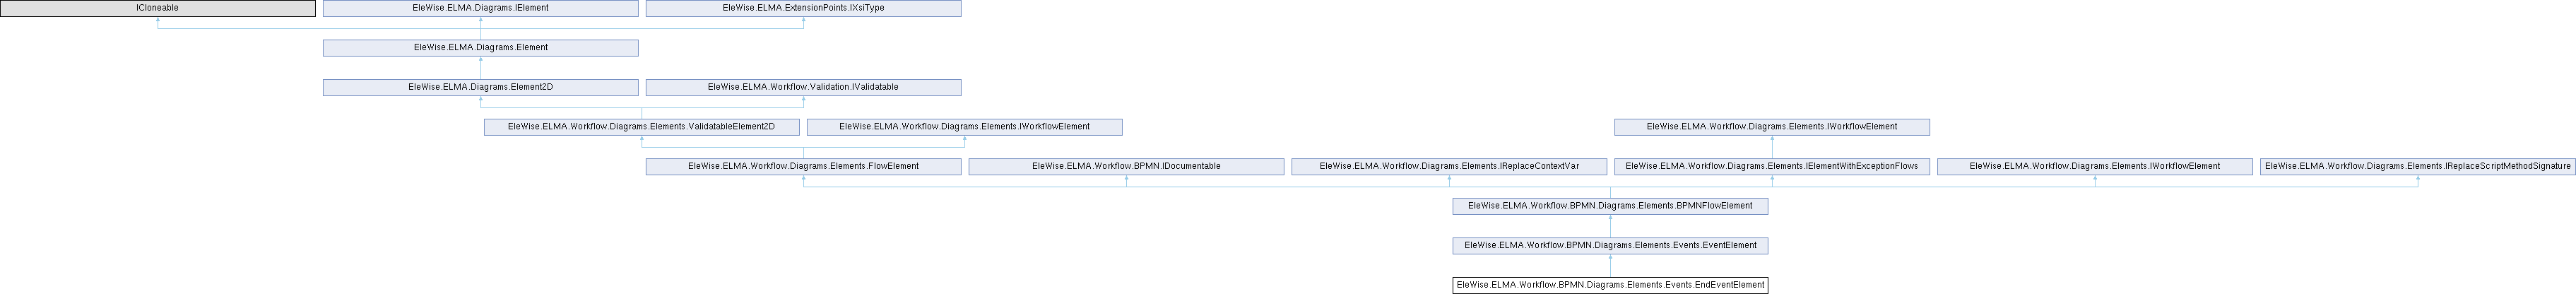 ICloneable
EleWise.ELMA.Diagrams.IElement
EleWise.ELMA.ExtensionPoints.IXsiType
EleWise.ELMA.Diagrams.Element
EleWise.ELMA.Diagrams.Element2D
EleWise.ELMA.Workflow.Validation.IValidatable
EleWise.ELMA.Workflow.Diagrams.Elements.ValidatableElement2D
EleWise.ELMA.Workflow.Diagrams.Elements.IWorkflowElement
EleWise.ELMA.Workflow.Diagrams.Elements.IWorkflowElement
EleWise.ELMA.Workflow.Diagrams.Elements.FlowElement
EleWise.ELMA.Workflow.BPMN.IDocumentable
EleWise.ELMA.Workflow.Diagrams.Elements.IReplaceContextVar
EleWise.ELMA.Workflow.Diagrams.Elements.IElementWithExceptionFlows
EleWise.ELMA.Workflow.Diagrams.Elements.IWorkflowElement
EleWise.ELMA.Workflow.Diagrams.Elements.IReplaceScriptMethodSignature
EleWise.ELMA.Workflow.BPMN.Diagrams.Elements.BPMNFlowElement
EleWise.ELMA.Workflow.BPMN.Diagrams.Elements.Events.EventElement
EleWise.ELMA.Workflow.BPMN.Diagrams.Elements.Events.EndEventElement